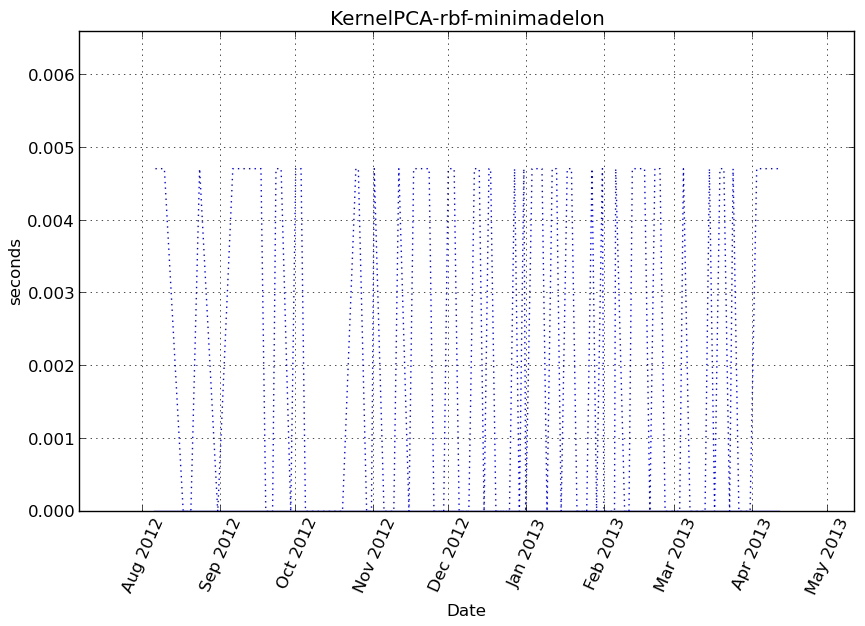 KernelPCA-rbf-minimadelon
0.006
0.005
0.004
0.003
0.002
0.001
0.000
seconds
Aug 2012
Sep 2012
Oct 2012
Nov 2012
Dec 2012
Jan 2013
Feb 2013
Mar 2013
Apr 2013
May 2013
Date